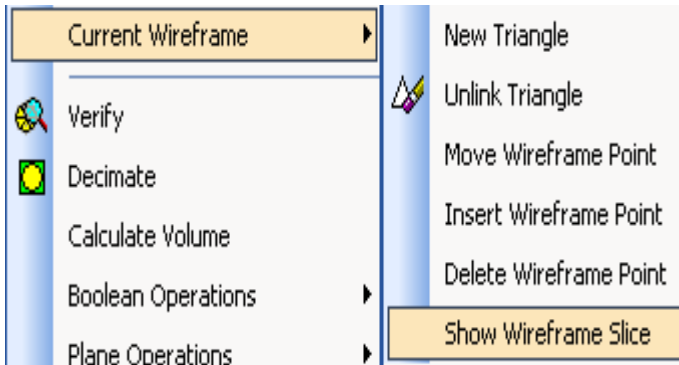 Current Wireframe
Verify
Decimate
Calculate Volume
Boolean Operations
Plane Operations
New Triangle
Unlink Triangle
Move Wireframe Point
Insert Wireframe Point
Delete Wireframe Point
Show Wireframe Slice